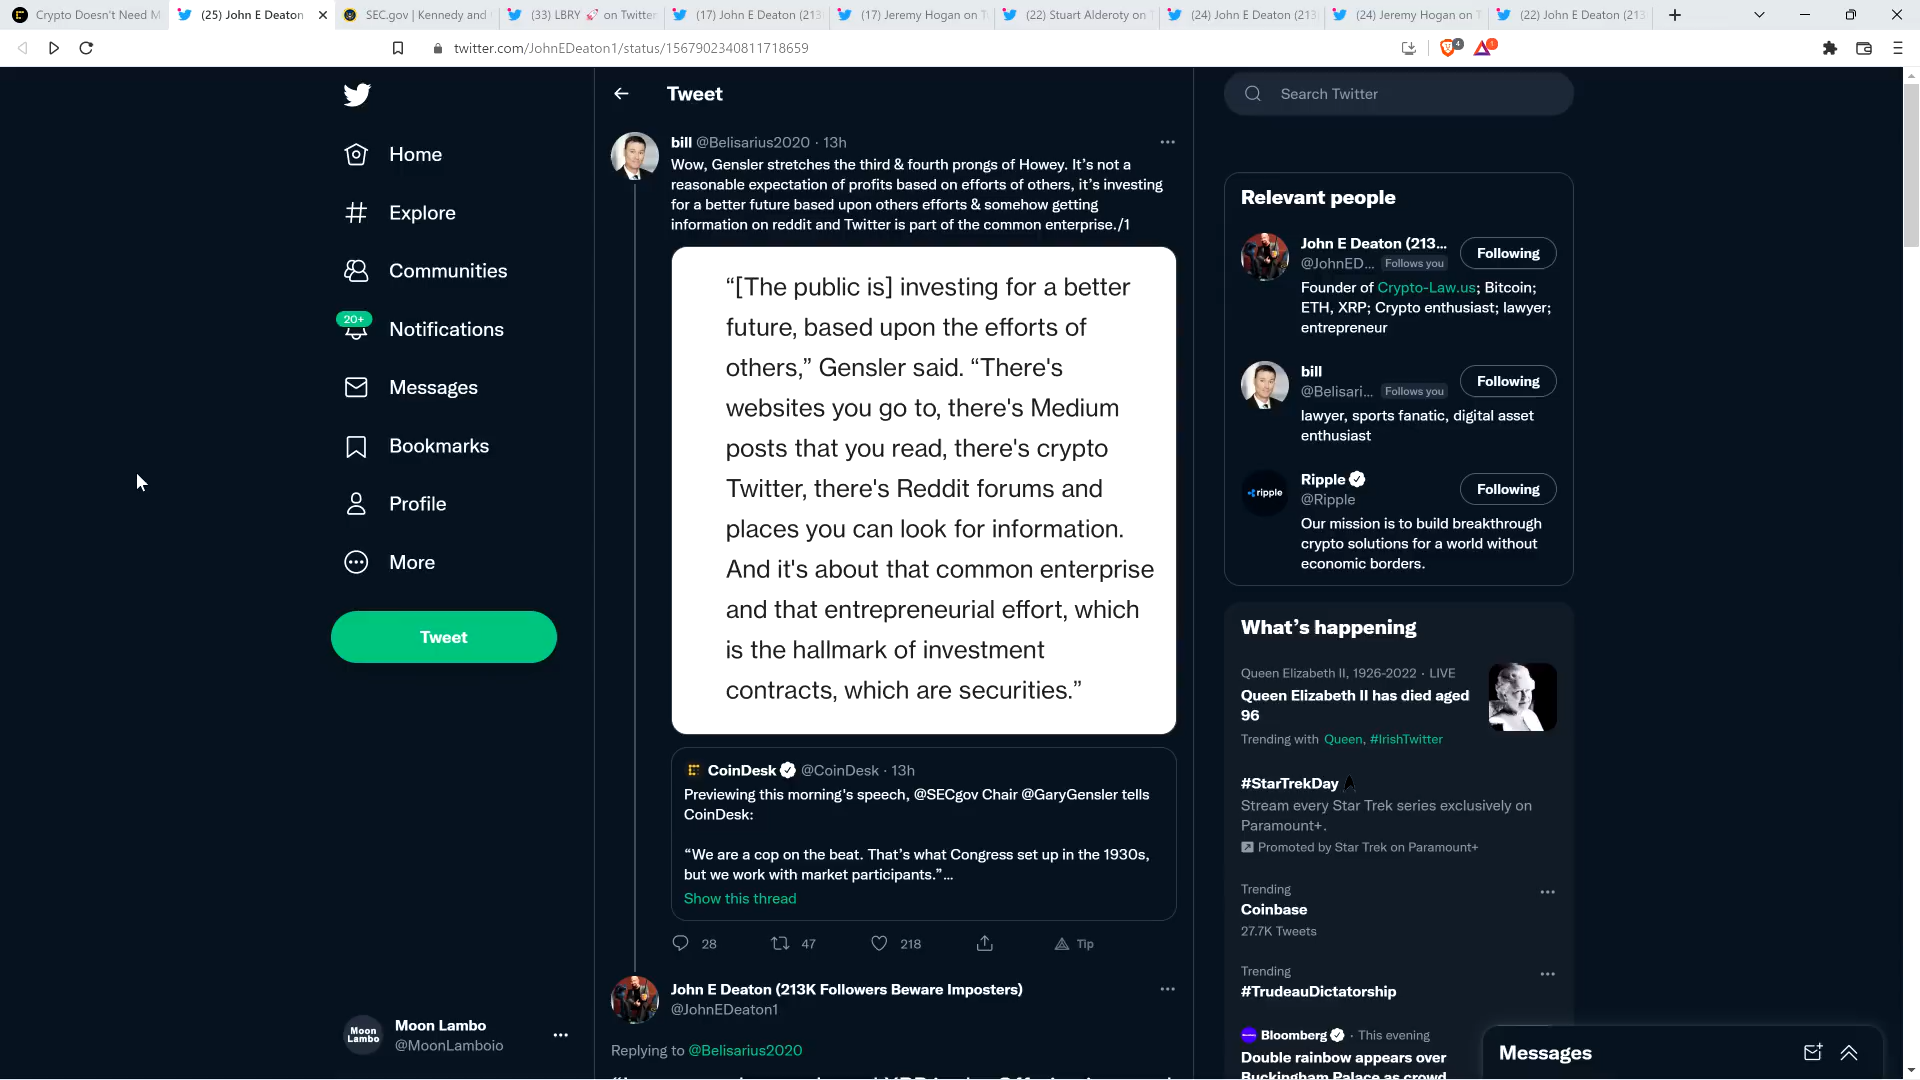 Crypto Doesn't Need M
(25) John E Deaton
SEC.gov | Kennedy and
(33) LBRY 🚀 on Twitter
(17) John E Deaton (213
(17) Jeremy Hogan on T
(22) Stuart Alderoty on T
(24) John E Deaton (213
(24) Jeremy Hogan on T
(22) John E Deaton (213
twitter.com/JohnEDeaton1/status/1567902340811718659
4
1
Home
Explore
Communities
20+
Notifications
Messages
Bookmarks
Profile
More
Tweet
Moon Lambo
Moon Lambo
@MoonLamboio
Tweet
bill @Belisarius2020 · 13h
Wow, Gensler stretches the third & fourth prongs of Howey. It's not a
reasonable expectation of profits based on efforts of others, it's investing
for a better future based upon others efforts & somehow getting
information on reddit and Twitter is part of the common enterprise./1
“[The public is] investing for a better
future, based upon the efforts of
others,” Gensler said. “There's
websites you go to, there's Medium
posts that you read, there's crypto
Twitter, there's Reddit forums and
places you can look for information.
And it's about that common enterprise
and that entrepreneurial effort, which
is the hallmark of investment
contracts, which are securities.”
CoinDesk @CoinDesk · 13h
Previewing this morning's speech, @SECgov Chair @GaryGensler tells
CoinDesk:
“We are a cop on the beat. That's what Congress set up in the 1930s,
but we work with market participants.”...
Show this thread
28
47
218
Tip
John E Deaton (213K Followers Beware Imposters)
@JohnEDeaton1
Replying to @Belisarius2020
Search Twitter
Relevant people
John E Deaton (213...
@JohnED... Follows you
Following
Founder of Crypto-Law.us; Bitcoin;
ETH, XRP; Crypto enthusiast; lawyer;
entrepreneur
bill
@Belisari... Follows you
Following
lawyer, sports fanatic, digital asset
enthusiast
ripple
Ripple
@Ripple
Following
Our mission is to build breakthrough
crypto solutions for a world without
economic borders.
What's happening
Queen Elizabeth II, 1926-2022 · LIVE
Queen Elizabeth II has died aged
96
Trending with Queen, #IrishTwitter
#StarTrekDay
Stream every Star Trek series exclusively on
Paramount+.
Promoted by Star Trek on Paramount+
Trending
Coinbase
27.7K Tweets
Trending
#TrudeauDictatorship
Bloomberg · This evening
Double rainbow appears over
Buckingham Palace as crowd
Messages